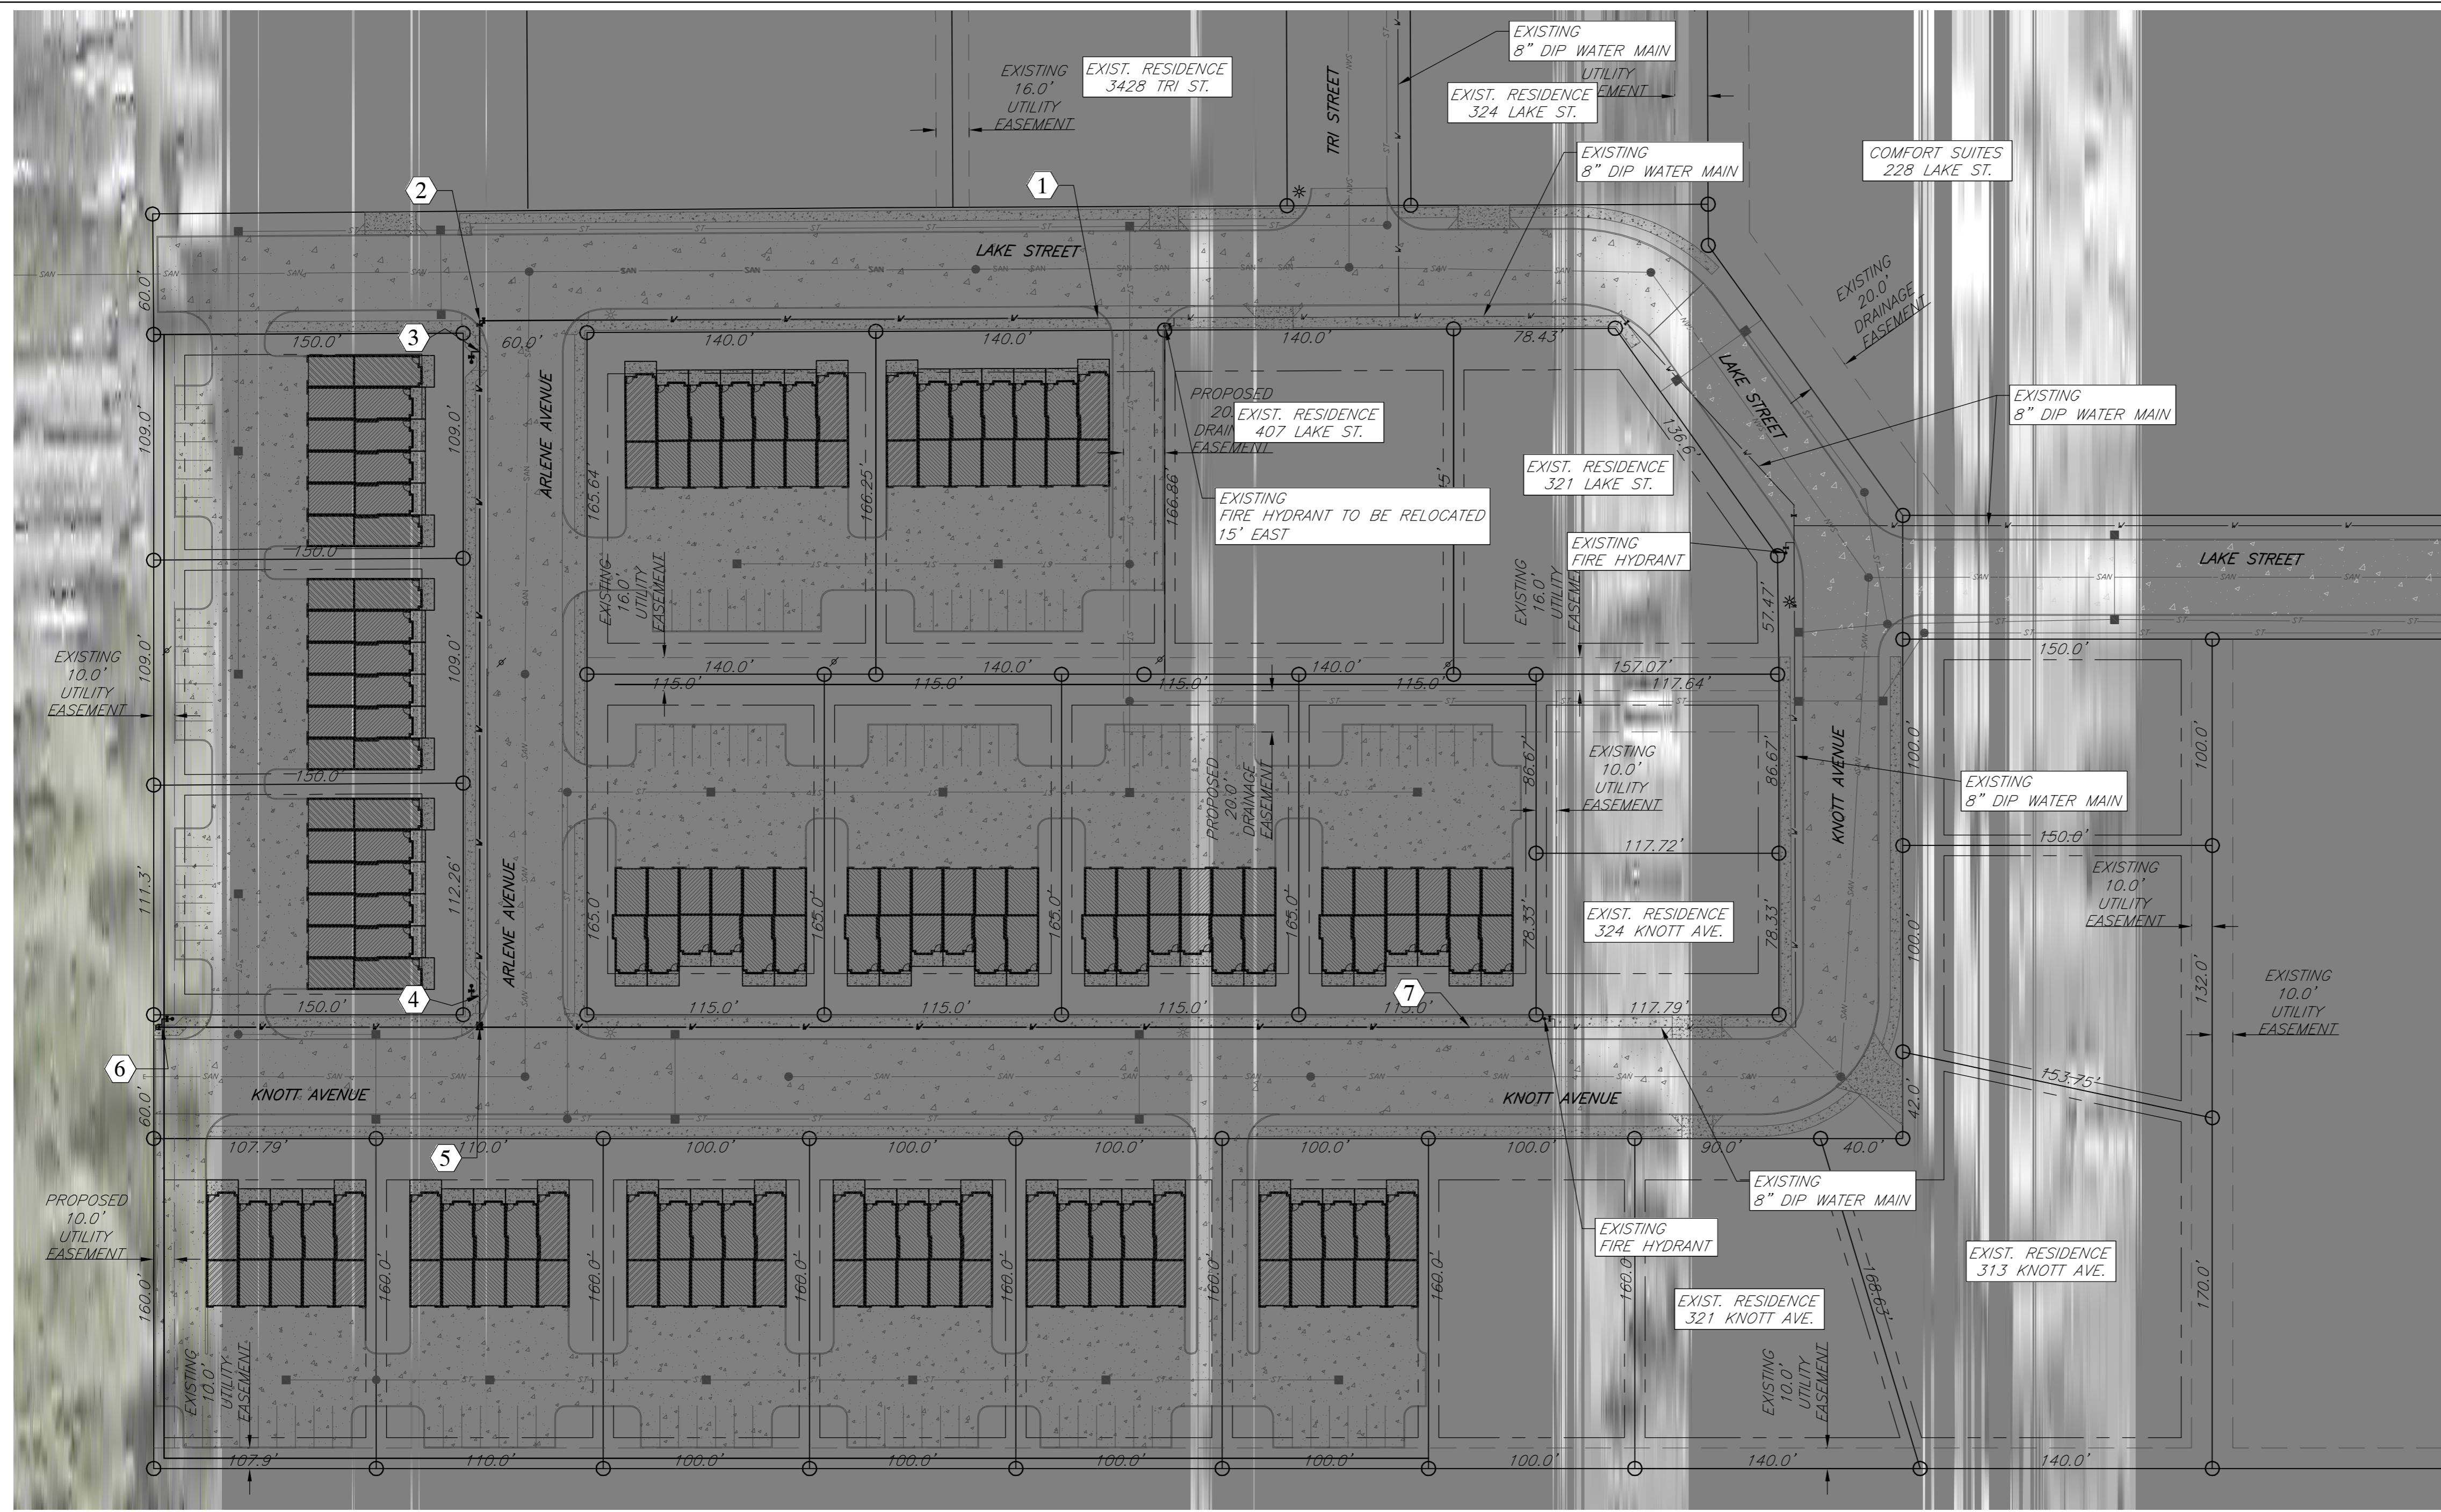 EXISTING
8" DIP WATER MAIN
EXISTING
16.0'
UTILITY
EASEMENT
EXIST. RESIDENCE
3428 TRI ST.
TRI STREET
UTILITY
EXIST. RESIDENCE
324 LAKE ST.
EXISTING
8" DIP WATER MAIN
COMFORT SUITES
228 LAKE ST.
2
1
LAKE STREET
EXISTING
20.0'
DRAINAGE
EASEMENT
60.0'
3
150.0'
60.0'
140.0'
140.0'
140.0'
78.43'
LAKE STREET
EXISTING
8" DIP WATER MAIN
109.0'
109.0'
ARLENE AVENUE
PROPOSED
EASEMENT
EXIST. RESIDENCE
407 LAKE ST.
136.6'
EXIST. RESIDENCE
321 LAKE ST.
165.64'
166.25'
166.86'
EXISTING
FIRE HYDRANT TO BE RELOCATED
15' EAST
EXISTING
FIRE HYDRANT
LAKE STREET
150.0'
EXISTING
16.0'
UTILITY
EASEMENT
EXISTING
16.0'
UTILITY
57.47'
EXISTING
10.0'
UTILITY
EASEMENT
109.0'
109.0'
140.0'
140.0'
140.0'
157.07'
150.0'
115.0'
115.0'
115.0'
115.0'
117.64'
150.0'
PROPOSED
20.0'
DRAINAGE
EASEMENT
86.67'
EXISTING
10.0'
UTILITY
EASEMENT
86.67'
KNOTT AVENUE
100.0'
100.0'
EXISTING
8" DIP WATER MAIN
117.72'
150.0'
111.3'
112.26'
ARLENE AVENUE
165.0'
165.0'
165.0'
165.0'
78.33'
EXIST. RESIDENCE
324 KNOTT AVE.
78.33'
100.0'
EXISTING
10.0'
UTILITY
EASEMENT
132.0'
EXISTING
10.0'
UTILITY
EASEMENT
4
150.0'
115.0'
115.0'
115.0'
7
115.0'
117.79'
6
60.0'
KNOTT AVENUE
KNOTT AVENUE
42.0'
153.75'
107.79'
5
110.0'
100.0'
100.0'
100.0'
100.0'
100.0'
90.0'
40.0'
EXISTING
8" DIP WATER MAIN
PROPOSED
10.0'
UTILITY
EASEMENT
EXISTING
FIRE HYDRANT
EXIST. RESIDENCE
313 KNOTT AVE.
160.0'
160.0'
160.0'
160.0'
160.0'
160.0'
160.0'
160.0'
EXIST. RESIDENCE
321 KNOTT AVE.
168.63'
170.0'
EXISTING
10.0'
UTILITY
EASEMENT
EXISTING
10.0'
UTILITY
EASEMENT
107.9'
110.0'
100.0'
100.0'
100.0'
100.0'
100.0'
140.0'
140.0'